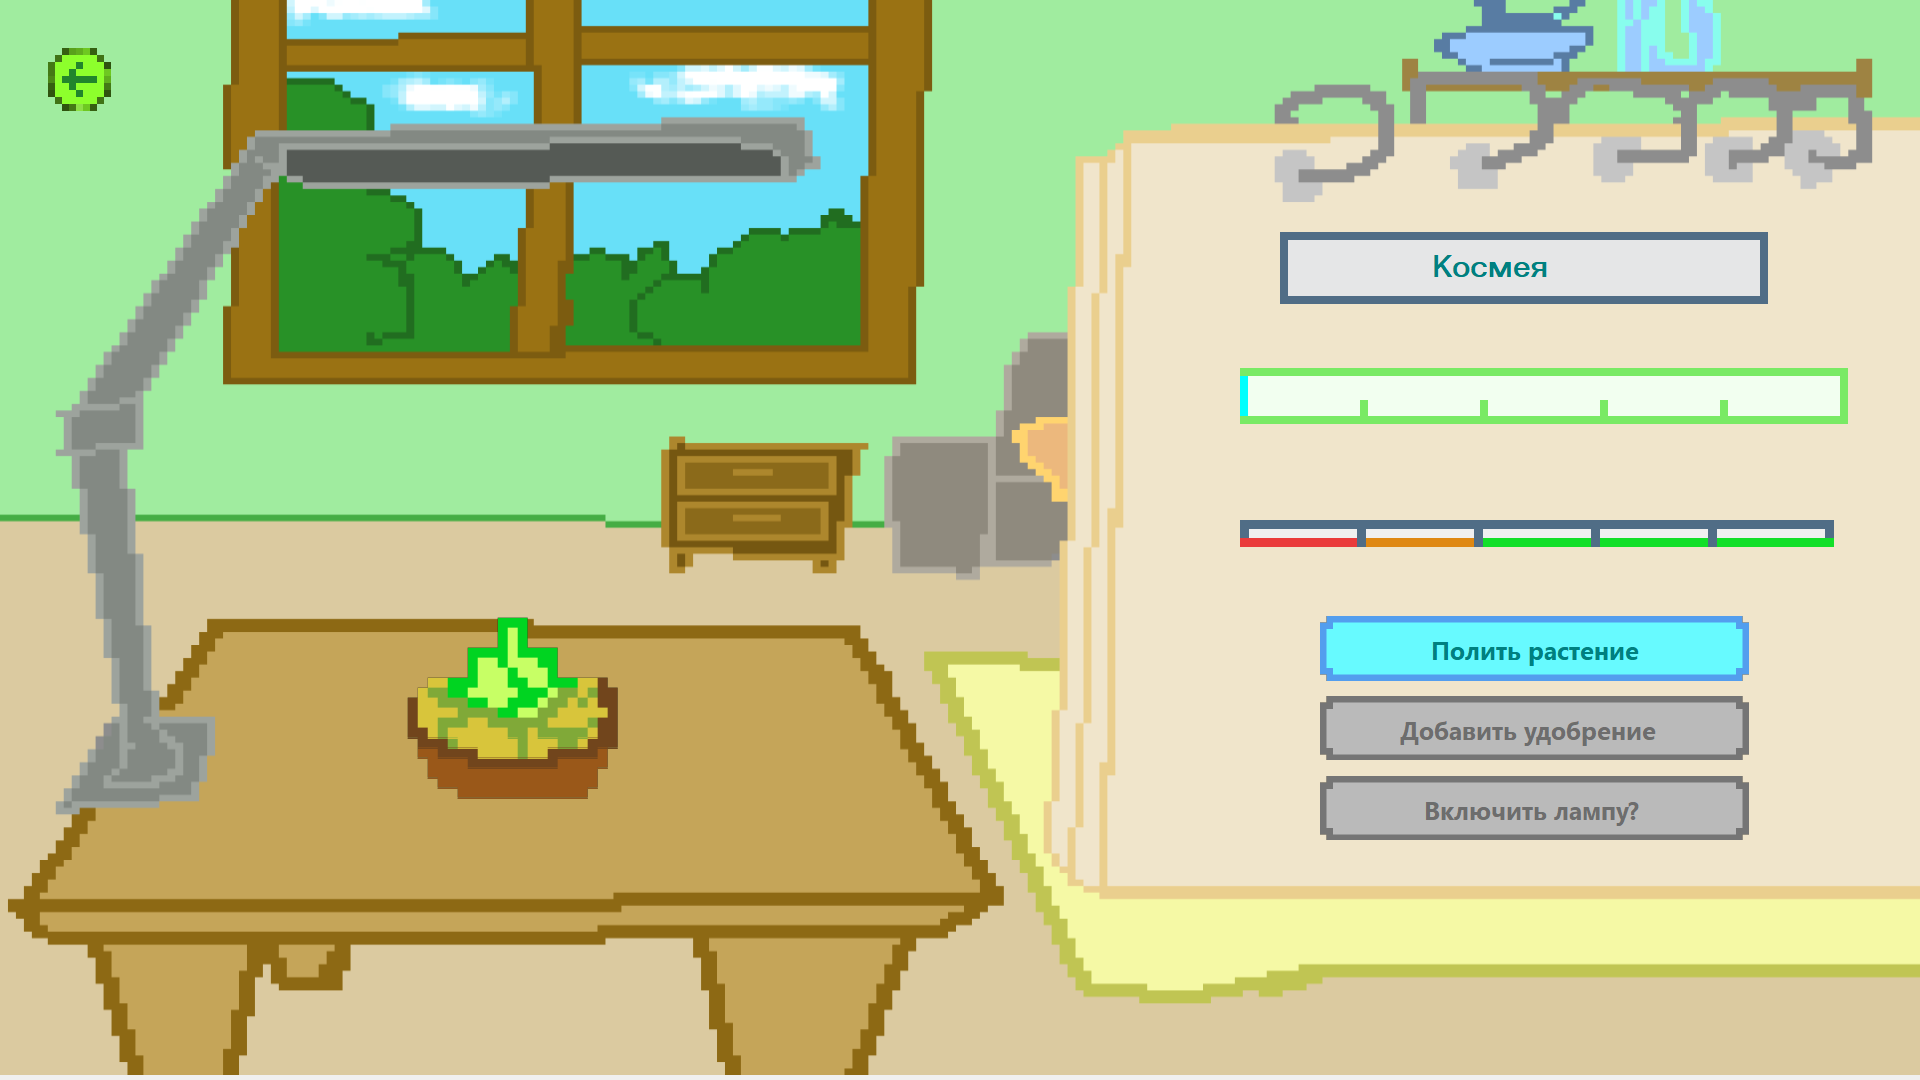 Космея
Полить растение
Добавить удобрение
Включить лампу?